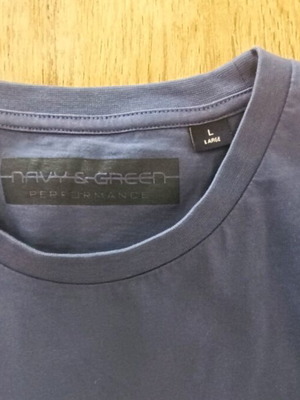 NAVY & GREEN
PERFORMANCE
L
LARGE